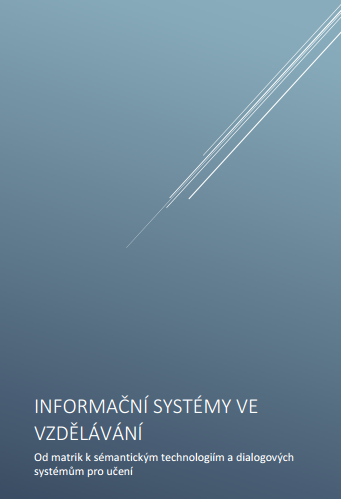 INFORMAČNÍ SYSTÉMY VE
VZDĚLÁVÁNÍ
Od matrik k sémantickým technologiím a dialogových
systémům pro učení